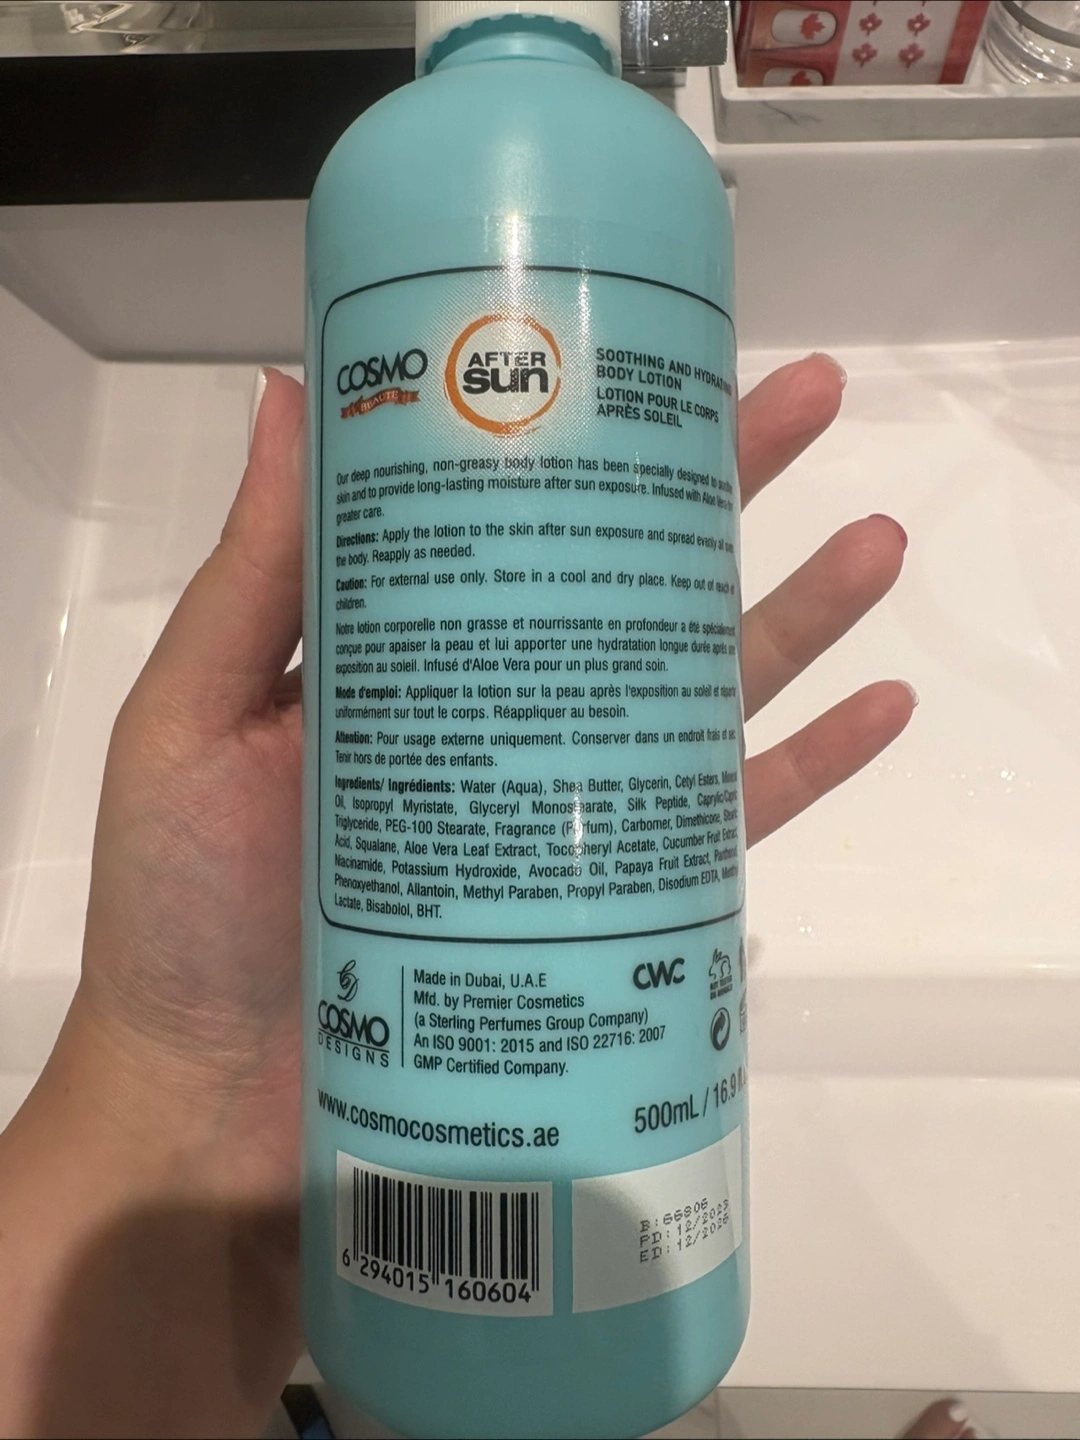 COSMO
BEAUTÉ
AFTER
sun
SOOTHING AND HYDRATING
BODY LOTION
LOTION POUR LE CORPS
APRÈS SOLEIL
Our deep nourishing, non-greasy body lotion has been specially designed to soothe
skin and to provide long-lasting moisture after sun exposure. Infused with Aloe Vera for
greater care.
Directions: Apply the lotion to the skin after sun exposure and spread evenly all over
the body. Reapply as needed.
Caution: For external use only. Store in a cool and dry place. Keep out of reach of
children.
Notre lotion corporelle non grasse et nourrissante en profondeur a été spécialement
conçue pour apaiser la peau et lui apporter une hydratation longue durée après une
exposition au soleil. Infusé d'Aloe Vera pour un plus grand soin.
Mode d'emploi: Appliquer la lotion sur la peau après l'exposition au soleil et répartir
uniformément sur tout le corps. Réappliquer au besoin.
Attention: Pour usage externe uniquement. Conserver dans un endroit frais et sec.
Tenir hors de portée des enfants.
Ingredients/ Ingrédients: Water (Aqua), Shea Butter, Glycerin, Cetyl Esters, Mineral
Oil, Isopropyl Myristate, Glyceryl Monostearate, Silk Peptide, Caprylic/Capric
Triglyceride, PEG-100 Stearate, Fragrance (Parfum), Carbomer, Dimethicone, Stearic
Acid, Squalane, Aloe Vera Leaf Extract, Tocopheryl Acetate, Cucumber Fruit Extract,
Niacinamide, Potassium Hydroxide, Avocado Oil, Papaya Fruit Extract, Panthenol,
Phenoxyethanol, Allantoin, Methyl Paraben, Propyl Paraben, Disodium EDTA, Menthyl
Lactate, Bisabolol, BHT.
COSMO
DESIGNS
Made in Dubai, U.A.E
Mfd. by Premier Cosmetics
(a Sterling Perfumes Group Company)
An ISO 9001: 2015 and ISO 22716: 2007
GMP Certified Company.
CWC
NOT TESTED
ON ANIMALS
www.cosmocosmetics.ae
500mL / 16.9
6 294015 160604
B:66806
PD:12/2023
ED:12/2026